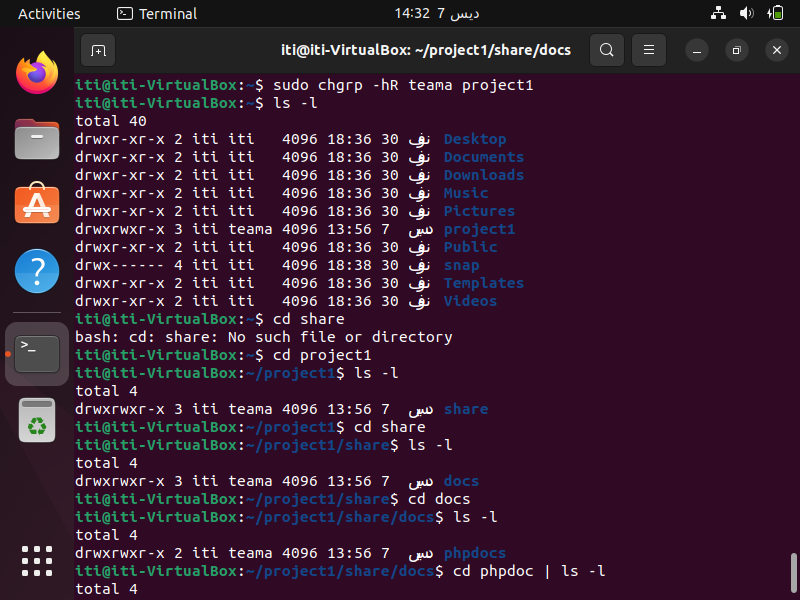 Activities Terminal 14:32 7 ديس
iti@iti-VirtualBox: ~/project1/share/docs
iti@iti-VirtualBox:~$ sudo chgrp -hR teama project1
iti@iti-VirtualBox:~$ ls -l
total 40
drwxr-xr-x 2 iti iti   4096 18:36 30 نوف Desktop
drwxr-xr-x 2 iti iti   4096 18:36 30 نوف Documents
drwxr-xr-x 2 iti iti   4096 18:36 30 نوف Downloads
drwxr-xr-x 2 iti iti   4096 18:36 30 نوف Music
drwxr-xr-x 2 iti iti   4096 18:36 30 نوف Pictures
drwxrwxr-x 3 iti teama 4096 13:56 7  ديس project1
drwxr-xr-x 2 iti iti   4096 18:36 30 نوف Public
drwx------ 4 iti iti   4096 18:38 30 نوف snap
drwxr-xr-x 2 iti iti   4096 18:36 30 نوف Templates
drwxr-xr-x 2 iti iti   4096 18:36 30 نوف Videos
iti@iti-VirtualBox:~$ cd share
bash: cd: share: No such file or directory
iti@iti-VirtualBox:~$ cd project1
iti@iti-VirtualBox:~/project1$ ls -l
total 4
drwxrwxr-x 3 iti teama 4096 13:56 7  ديس share
iti@iti-VirtualBox:~/project1$ cd share
iti@iti-VirtualBox:~/project1/share$ ls -l
total 4
drwxrwxr-x 3 iti teama 4096 13:56 7  ديس docs
iti@iti-VirtualBox:~/project1/share$ cd docs
iti@iti-VirtualBox:~/project1/share/docs$ ls -l
total 4
drwxrwxr-x 2 iti teama 4096 13:56 7  ديس phpdocs
iti@iti-VirtualBox:~/project1/share/docs$ cd phpdoc | ls -l
total 4